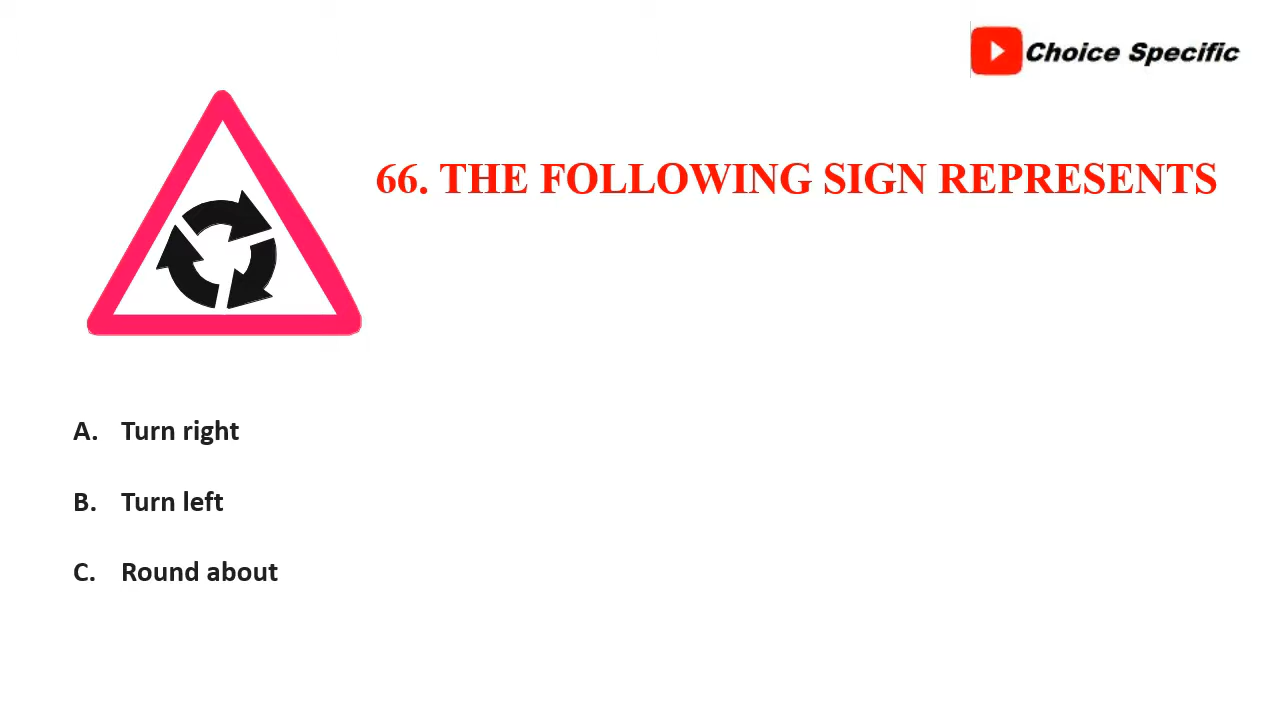 Choice Specific
66. THE FOLLOWING SIGN REPRESENTS
A. Turn right
B. Turn left
C. Round about